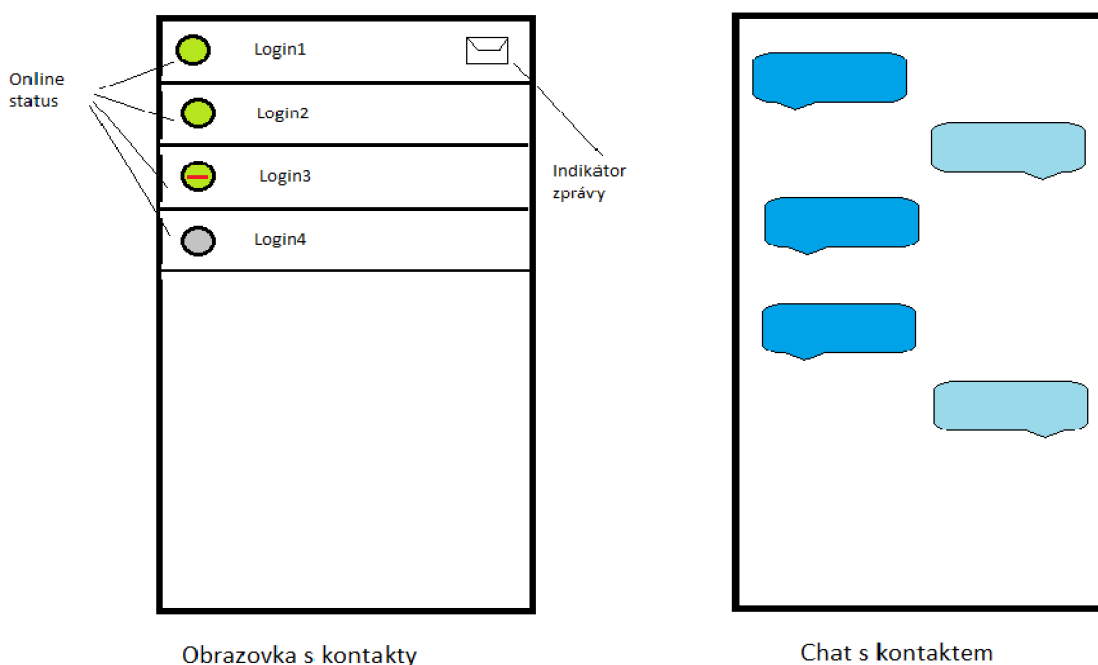 Online
status
Login1
Login2
Login3
Login4
Indikátor
zprávy
Obrazovka s kontakty
Chat s kontaktem